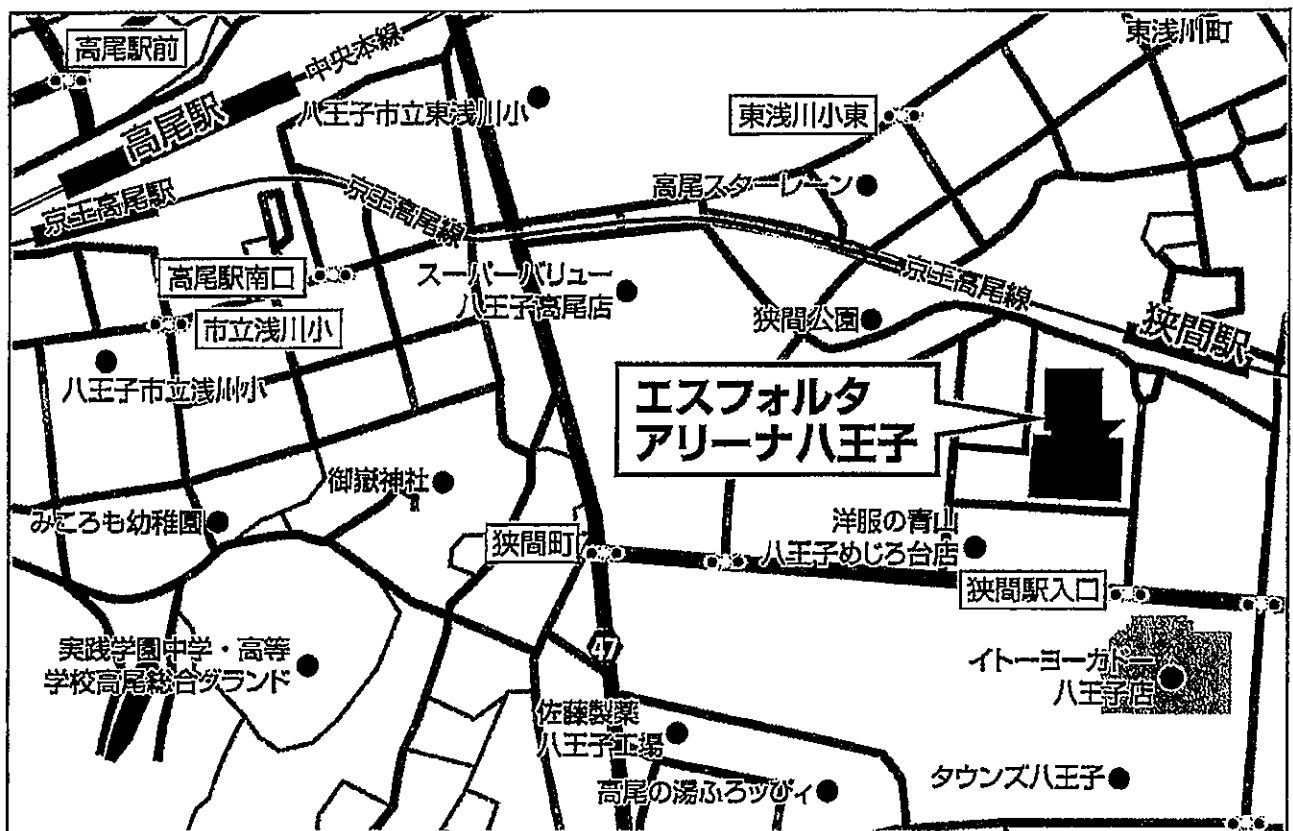 東浅川町
高尾駅前
中央本線
高尾駅
八王子市立東浅川小
東浅川小東
高尾スターレーン
京王高尾駅
京王高尾線
高尾駅南口
スーパーバリュー
八王子高尾店
京王高尾線
狭間公園
狭間駅
市立浅川小
八王子市立浅川小
エスフォルタ
アリーナ八王子
御嶽神社
みころも幼稚園
狭間町
洋服の青山
八王子めじろ台店
狭間駅入口
47
実践学園中学・高等
学校高尾総合グランド
イトーヨーカドー
八王子店
佐藤製薬
八王子工場
高尾の湯ふろッぴィ
タウンズ八王子